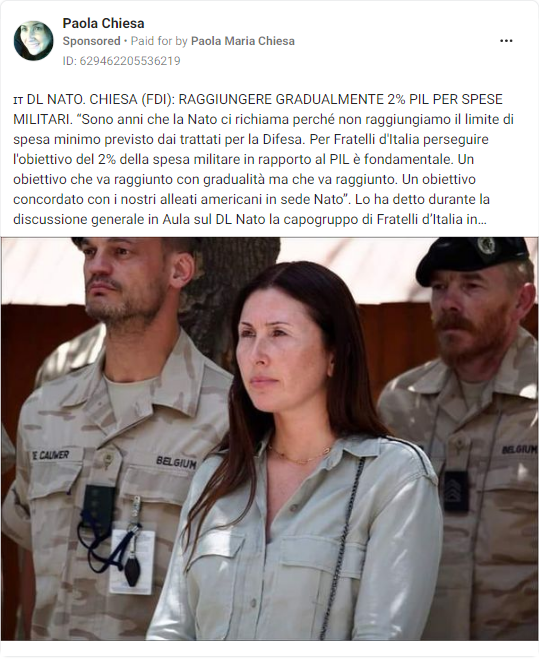 Paola Chiesa
Sponsored • Paid for by Paola Maria Chiesa
ID: 629462205536219
IT DL NATO. CHIESA (FDI): RAGGIUNGERE GRADUALMENTE 2% PIL PER SPESE
MILITARI. “Sono anni che la Nato ci richiama perché non raggiungiamo il limite di
spesa minimo previsto dai trattati per la Difesa. Per Fratelli d'Italia perseguire
l'obiettivo del 2% della spesa militare in rapporto al PIL è fondamentale. Un
obiettivo che va raggiunto con gradualità ma che va raggiunto. Un obiettivo
concordato con i nostri alleati americani in sede Nato”. Lo ha detto durante la
discussione generale in Aula sul DL Nato la capogruppo di Fratelli d’Italia in…
E CAUWER
BELGIUM
BELGIUM